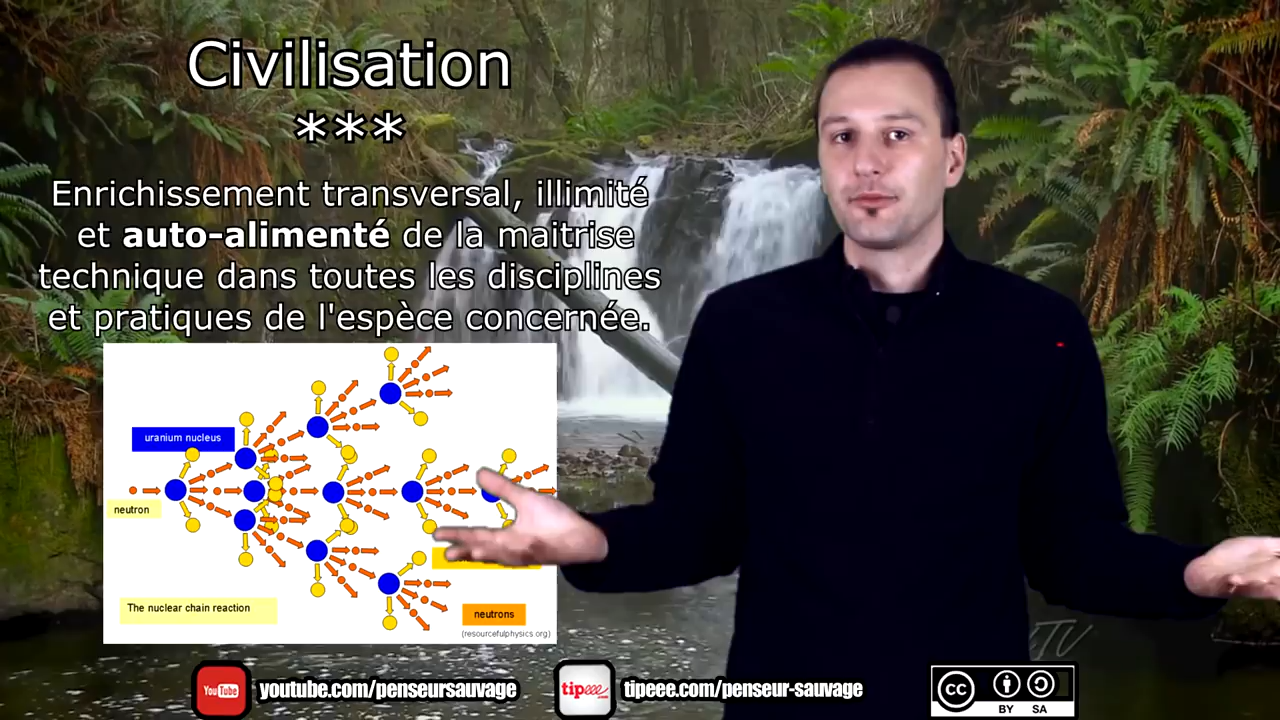 Civilisation
***
Enrichissement transversal, illimité
et auto-alimenté de la maitrise
technique dans toutes les disciplines
et pratiques de l'espèce concernée.
uranium nucleus
neutron
The nuclear chain reaction
neutrons
(resourcefulphysics.org)
YouTube
youtube.com/penseursauvage
tipeee
tipeee.com/penseur-sauvage
cc
BY SA